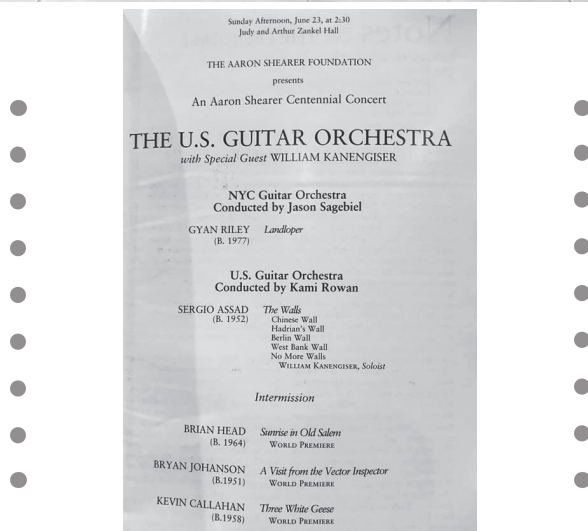 Sunday Afternoon, June 23, at 2:30
Judy and Arthur Zankel Hall
THE AARON SHEARER FOUNDATION
presents
An Aaron Shearer Centennial Concert
THE U.S. GUITAR ORCHESTRA
with Special Guest WILLIAM KANENGISER
NYC Guitar Orchestra
Conducted by Jason Sagebiel
GYAN RILEY Landloper
(B. 1977)
U.S. Guitar Orchestra
Conducted by Kami Rowan
SERGIO ASSAD The Walls
(B. 1952) Chinese Wall
Hadrian's Wall
Berlin Wall
West Bank Wall
No More Walls
WILLIAM KANENGISER, Soloist
Intermission
BRIAN HEAD Sunrise in Old Salem
(B. 1964) WORLD PREMIERE
BRYAN JOHANSON A Visit from the Vector Inspector
(B.1951) WORLD PREMIERE
KEVIN CALLAHAN Three White Geese
(B.1958) WORLD PREMIERE